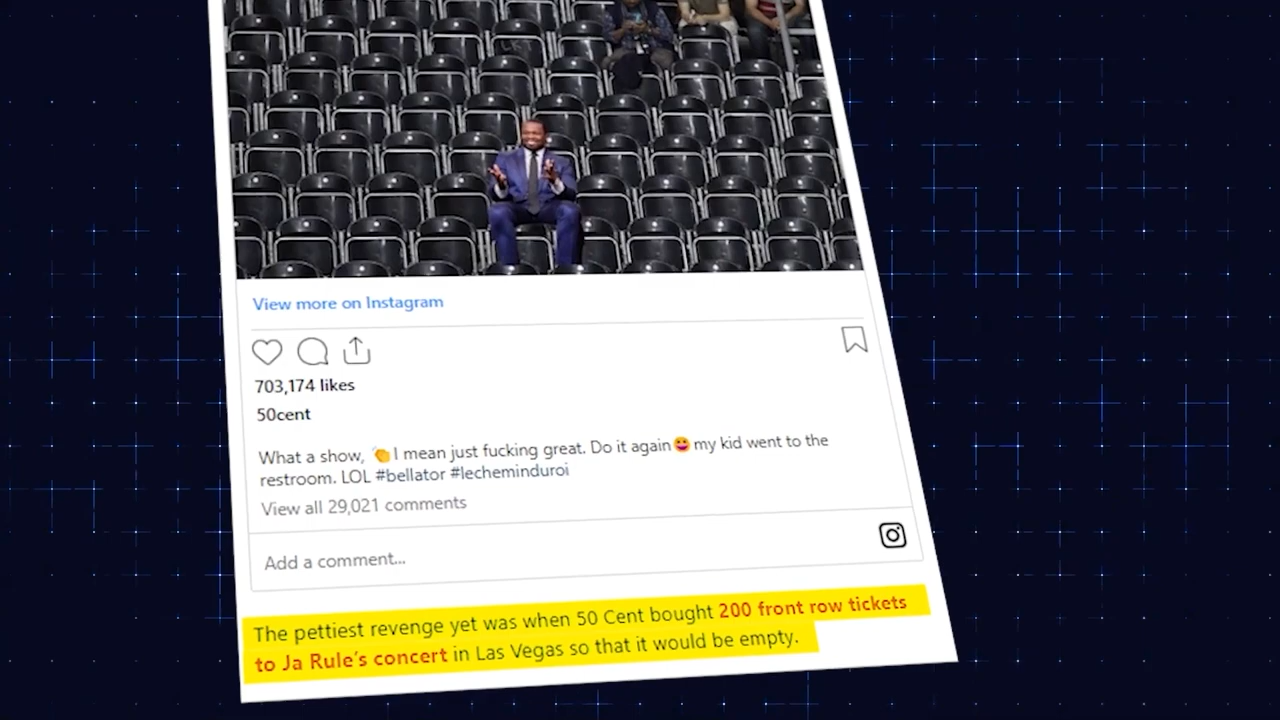 View more on Instagram
703,174 likes
50cent
What a show, 👏I mean just fucking great. Do it again😀my kid went to the
restroom. LOL #bellator #lecheminduroi
View all 29,021 comments
Add a comment...
The pettiest revenge yet was when 50 Cent bought 200 front row tickets
to Ja Rule's concert in Las Vegas so that it would be empty.